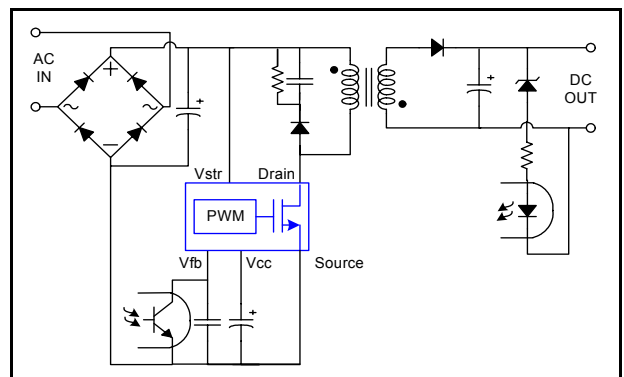 AC
IN
DC
OUT
Vstr
Drain
PWM
Vfb
Vcc
Source